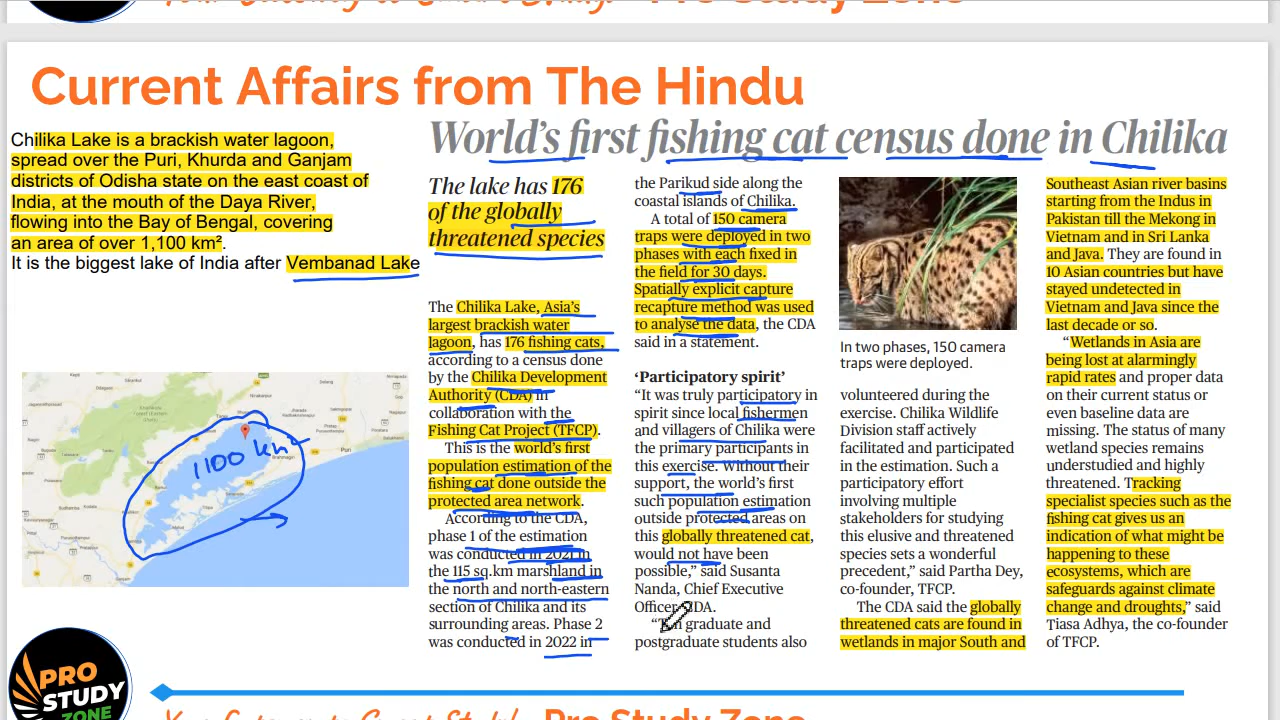 Pro Study Zone
Current Affairs from The Hindu
Chilika Lake is a brackish water lagoon,
spread over the Puri, Khurda and Ganjam
districts of Odisha state on the east coast of
India, at the mouth of the Daya River,
flowing into the Bay of Bengal, covering
an area of over 1,100 km².
It is the biggest lake of India after Vembanad Lake
1100 km²
Puri
World's first fishing cat census done in Chilika
The lake has 176
of the globally
threatened species
The Chilika Lake, Asia's
largest brackish water
lagoon, has 176 fishing cats,
according to a census done
by the Chilika Development
Authority (CDA) in
collaboration with the
Fishing Cat Project (TFCP).
This is the world's first
population estimation of the
fishing cat done outside the
protected area network.
According to the CDA,
phase 1 of the estimation
was conducted in 2021 in
the 115 sq.km marshland in
the north and north-eastern
section of Chilika and its
surrounding areas. Phase 2
was conducted in 2022 in
the Parikud side along the
coastal islands of Chilika.
A total of 150 camera
traps were deployed in two
phases with each fixed in
the field for 30 days.
Spatially explicit capture
recapture method was used
to analyse the data, the CDA
said in a statement.
‘Participatory spirit’
“It was truly participatory in
spirit since local fishermen
and villagers of Chilika were
the primary participants in
this exercise. Without their
support, the world's first
such population estimation
outside protected areas on
this globally threatened cat,
would not have been
possible,” said Susanta
Nanda, Chief Executive
Officer, CDA.
“Ten graduate and
postgraduate students also
In two phases, 150 camera
traps were deployed.
volunteered during the
exercise. Chilika Wildlife
Division staff actively
facilitated and participated
in the estimation. Such a
participatory effort
involving multiple
stakeholders for studying
this elusive and threatened
species sets a wonderful
precedent,” said Partha Dey,
co-founder, TFCP.
The CDA said the globally
threatened cats are found in
wetlands in major South and
Southeast Asian river basins
starting from the Indus in
Pakistan till the Mekong in
Vietnam and in Sri Lanka
and Java. They are found in
10 Asian countries but have
stayed undetected in
Vietnam and Java since the
last decade or so.
“Wetlands in Asia are
being lost at alarmingly
rapid rates and proper data
on their current status or
even baseline data are
missing. The status of many
wetland species remains
understudied and highly
threatened. Tracking
specialist species such as the
fishing cat gives us an
indication of what might be
happening to these
ecosystems, which are
safeguards against climate
change and droughts,” said
Tiasa Adhya, the co-founder
of TFCP.
PRO
STUDY
ZONE
Pro Study Zone